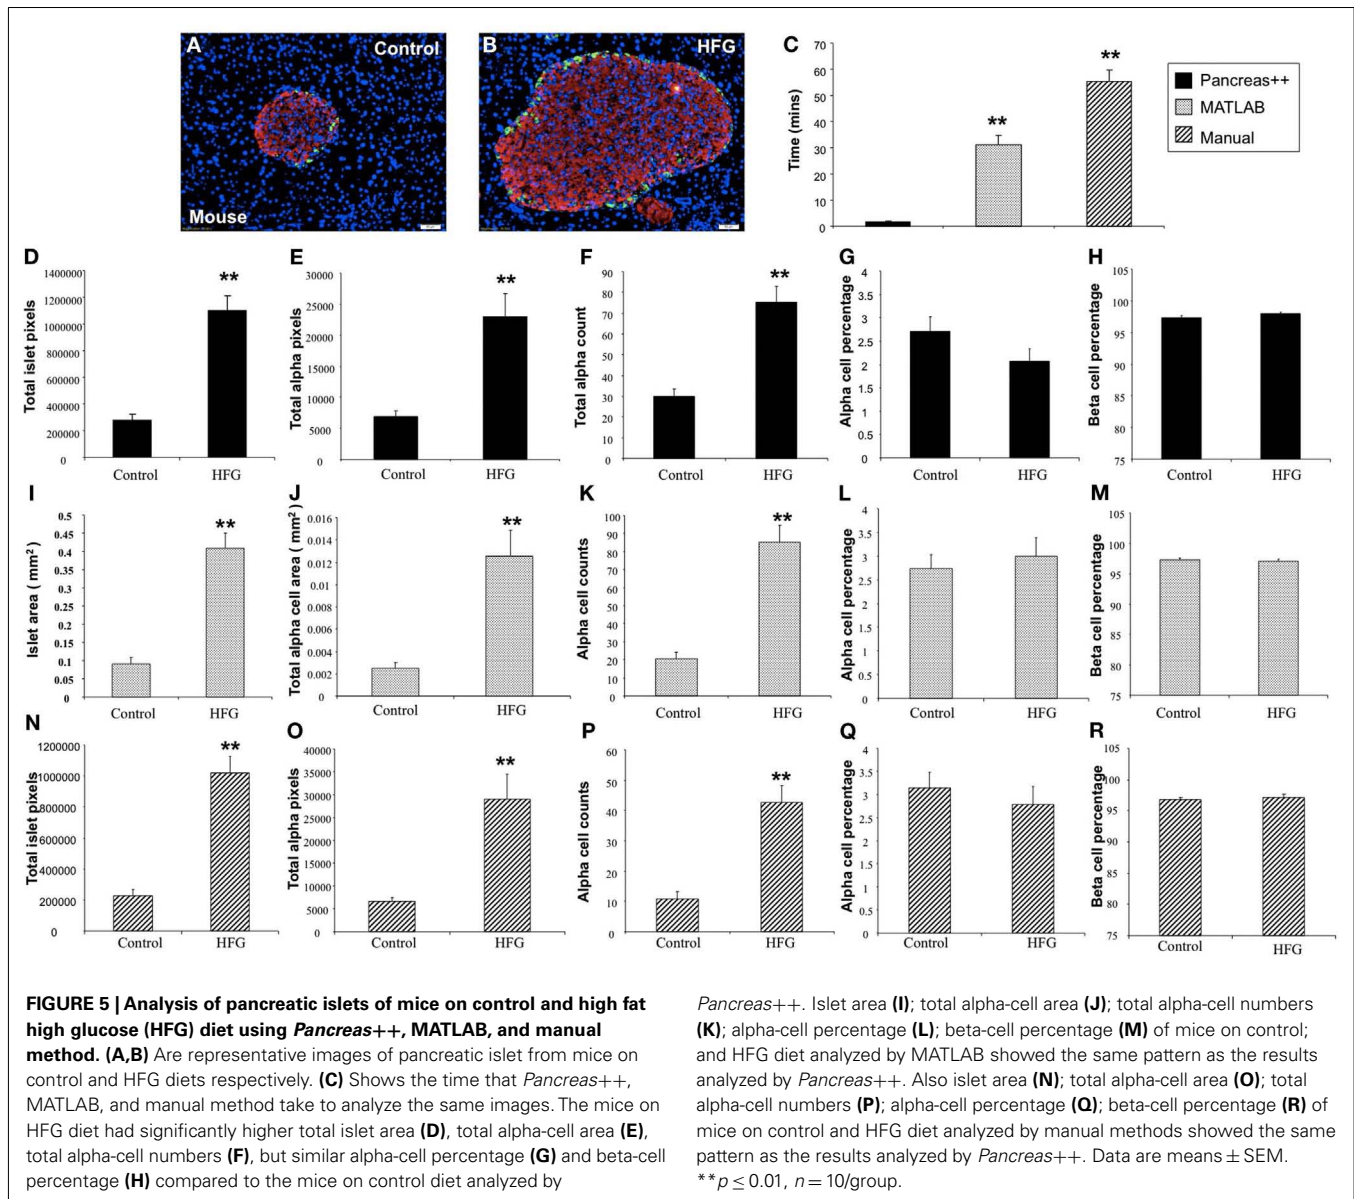 A
Control
Mouse
B
HFG
C
Time (mins)
70
60
50
40
30
20
10
0
**
**
Pancreas++
MATLAB
Manual
D
Total islet pixels
1400000
1200000
1000000
800000
600000
400000
200000
0
**
Control
HFG
E
Total alpha pixels
30000
25000
20000
15000
10000
5000
0
**
Control
HFG
F
Total alpha count
90
80
70
60
50
40
30
20
10
0
**
Control
HFG
G
Alpha cell percentage
4
3.5
3
2.5
2
1.5
1
0.5
0
Control
HFG
H
Beta cell percentage
105
100
95
90
85
80
75
Control
HFG
I
Islet area ( mm²)
0.5
0.45
0.4
0.35
0.3
0.25
0.2
0.15
0.1
0.05
0
**
Control
HFG
J
Total alpha cell area ( mm²)
0.016
0.014
0.012
0.01
0.008
0.006
0.004
0.002
0
**
Control
HFG
K
Alpha cell counts
100
90
80
70
60
50
40
30
20
10
0
**
Control
HFG
L
Alpha cell percentage
4
3.5
3
2.5
2
1.5
1
0.5
0
Control
HFG
M
Beta cell percentage
105
100
95
90
85
80
75
Control
HFG
N
Total islet pixels
1200000
1000000
800000
600000
400000
200000
0
**
Control
HFG
O
Total alpha pixels
40000
35000
30000
25000
20000
15000
10000
5000
0
**
Control
HFG
P
Alpha cell counts
60
50
40
30
20
10
0
**
Control
HFG
Q
Alpha cell percentage
4
3.5
3
2.5
2
1.5
1
0.5
0
Control
HFG
R
Beta cell percentage
105
100
95
90
85
80
75
Control
HFG
FIGURE 5 | Analysis of pancreatic islets of mice on control and high fat
high glucose (HFG) diet using Pancreas++, MATLAB, and manual
method. (A,B) Are representative images of pancreatic islet from mice on
control and HFG diets respectively. (C) Shows the time that Pancreas++,
MATLAB, and manual method take to analyze the same images. The mice on
HFG diet had significantly higher total islet area (D), total alpha-cell area (E),
total alpha-cell numbers (F), but similar alpha-cell percentage (G) and beta-cell
percentage (H) compared to the mice on control diet analyzed by
Pancreas++. Islet area (I); total alpha-cell area (J); total alpha-cell numbers
(K); alpha-cell percentage (L); beta-cell percentage (M) of mice on control;
and HFG diet analyzed by MATLAB showed the same pattern as the results
analyzed by Pancreas++. Also islet area (N); total alpha-cell area (O); total
alpha-cell numbers (P); alpha-cell percentage (Q); beta-cell percentage (R) of
mice on control and HFG diet analyzed by manual methods showed the same
pattern as the results analyzed by Pancreas++. Data are means ± SEM.
**p ≤ 0.01, n = 10/group.